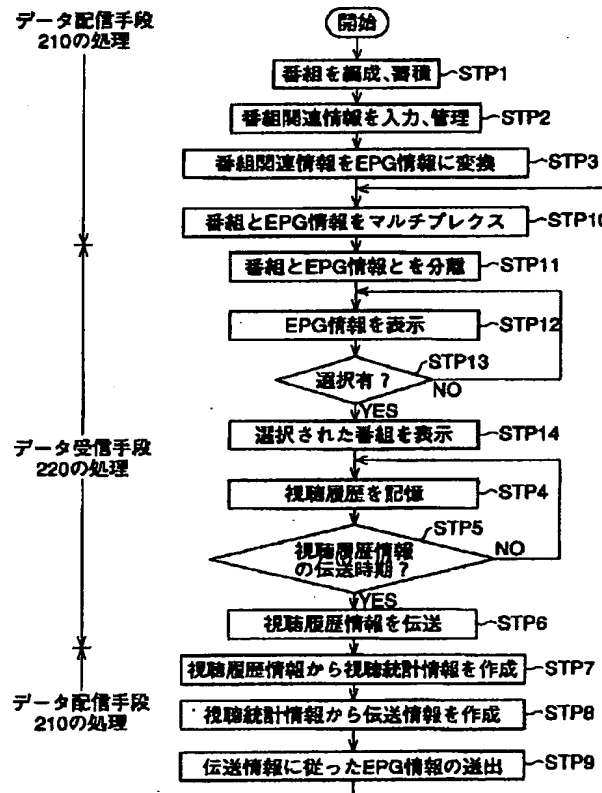 データ配信手段
210の処理
開始
番組を編成、蓄積
STP1
番組関連情報を入力、管理
STP2
番組関連情報をEPG情報に変換
STP3
番組とEPG情報をマルチプレクス
STP10
番組とEPG情報とを分離
STP11
EPG情報を表示
STP12
選択有?
STP13
NO
YES
選択された番組を表示
STP14
データ受信手段
220の処理
視聴履歴を記憶
STP4
視聴履歴情報
の伝送時期?
STP5
NO
YES
視聴履歴情報を伝送
STP6
視聴履歴情報から視聴統計情報を作成
STP7
データ配信手段
210の処理
視聴統計情報から伝送情報を作成
STP8
伝送情報に従ったEPG情報の送出
STP9